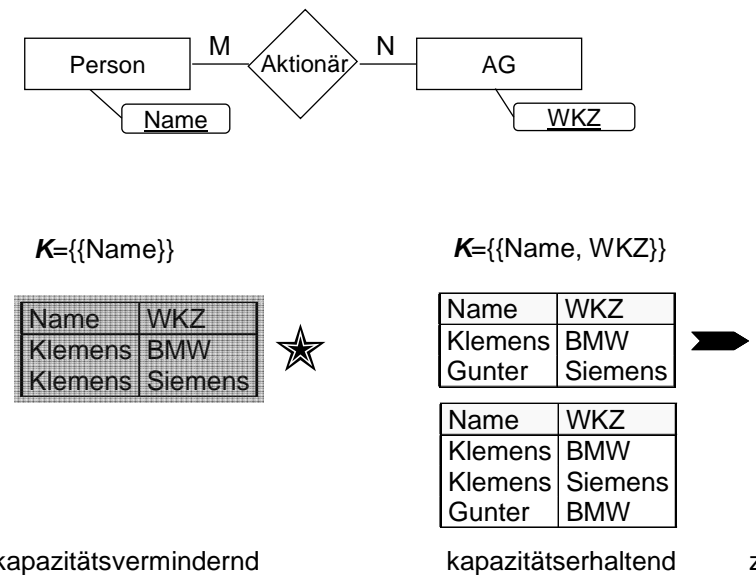 M
N
Person
Aktionär
AG
Name
WKZ
K={{Name}}
K={{Name, WKZ}}
Name WKZ
Klemens BMW
Klemens Siemens
Name WKZ
Klemens BMW
Gunter Siemens
Name WKZ
Klemens BMW
Klemens Siemens
Gunter BMW
kapazitätsvermindernd
kapazitätserhaltend